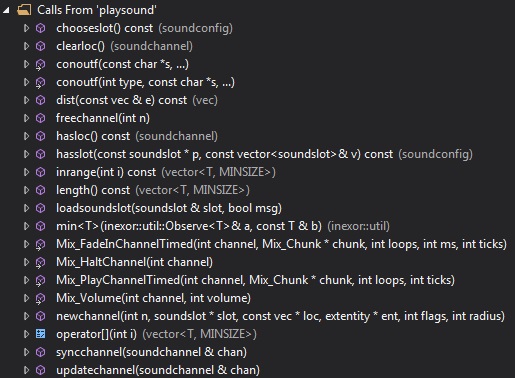 Calls From 'playsound'
chooseslot() const (soundconfig)
clearloc() (soundchannel)
conoutf(const char *s, ...)
conoutf(int type, const char *s, ...)
dist(const vec & e) const (vec)
freechannel(int n)
hasloc() const (soundchannel)
hasslot(const soundslot * p, const vector<soundslot>& v) const (soundconfig)
inrange(int i) const (vector<T, MINSIZE>)
length() const (vector<T, MINSIZE>)
loadsoundslot(soundslot & slot, bool msg)
min<T>(inexor::util::Observe<T>& a, const T & b) (inexor::util)
Mix_FadeInChannelTimed(int channel, Mix_Chunk * chunk, int loops, int ms, int ticks)
Mix_HaltChannel(int channel)
Mix_PlayChannelTimed(int channel, Mix_Chunk * chunk, int loops, int ticks)
Mix_Volume(int channel, int volume)
newchannel(int n, soundslot * slot, const vec * loc, extentity * ent, int flags, int radius)
operator[](int i) (vector<T, MINSIZE>)
syncchannel(soundchannel & chan)
updatechannel(soundchannel & chan)